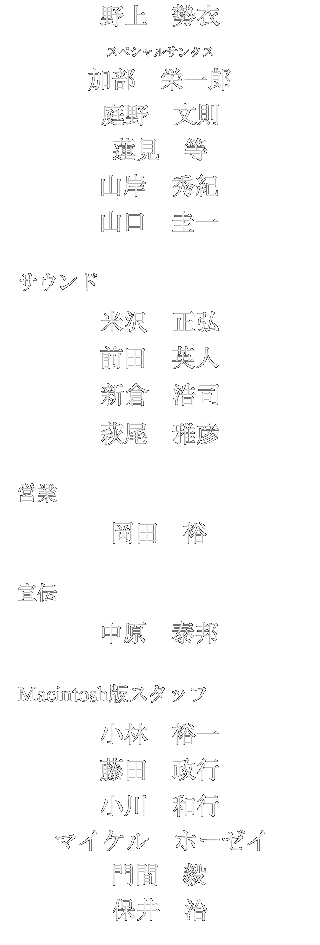 野上　勢衣
スペシャルサンクス
加部　栄一郎
庭野　文則
蓮見　等
山岸　秀紀
山口　圭一
サウンド
米沢　正弘
前田　英人
新倉　浩司
萩尾　雅彦
営業
岡田　裕
宣伝
中原　泰邦
Macintosh版スタッフ
小林　裕一
藤田　政行
小川　和行
マイケル　ホーゼイ
門間　毅
保井　治